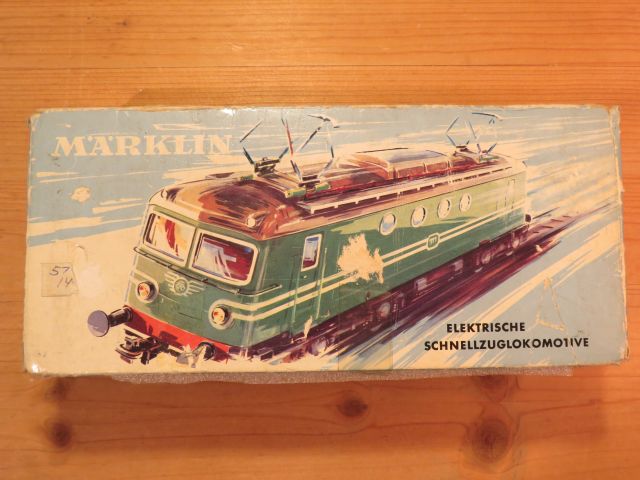 MÄRKLIN
57
14
ELEKTRISCHE
SCHNELLZUGLOKOMOTIVE